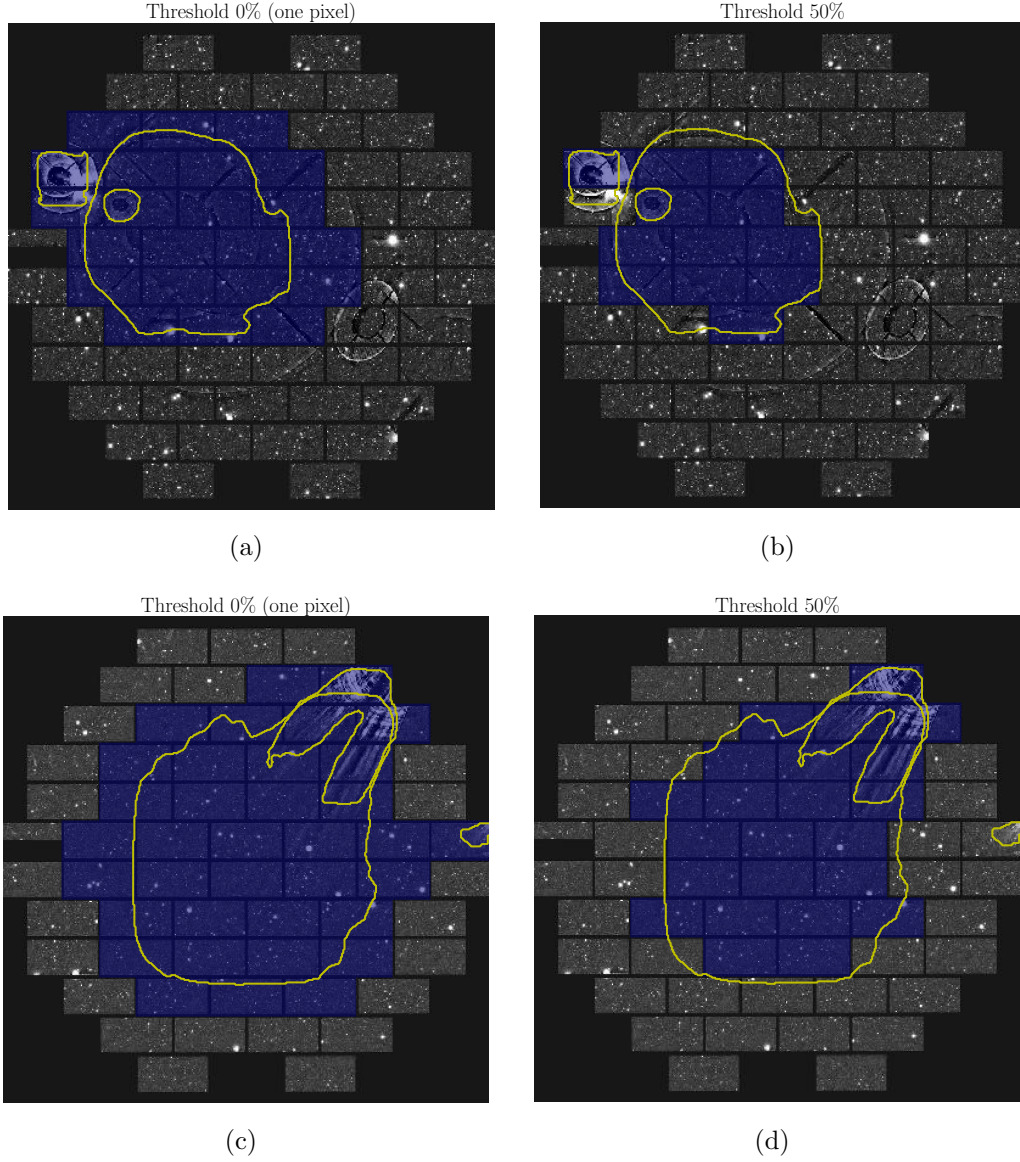 Threshold 0% (one pixel)
Threshold 50%
(a)
(b)
Threshold 0% (one pixel)
Threshold 50%
(c)
(d)